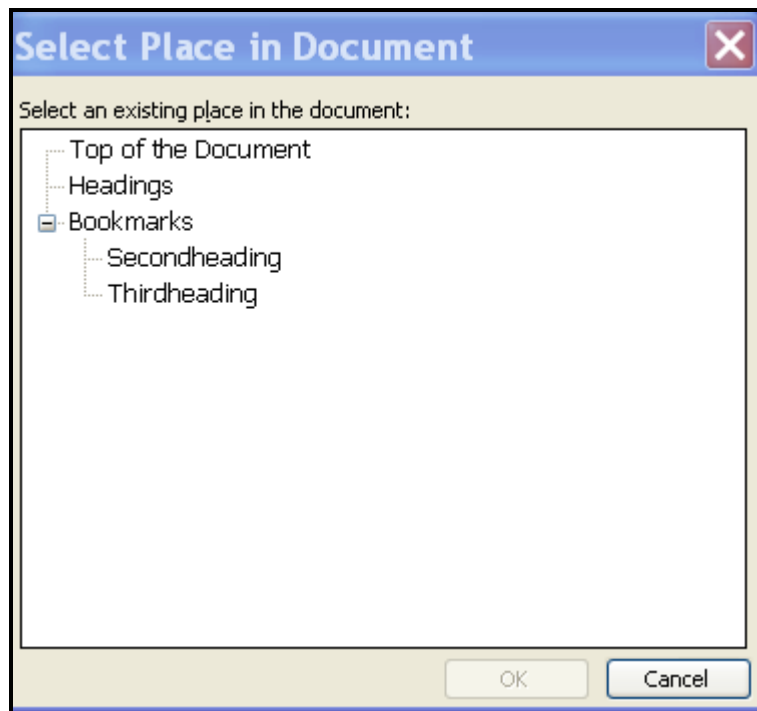 Select Place in Document
Select an existing place in the document:
Top of the Document
Headings
Bookmarks
Secondheading
Thirdheading
OK Cancel